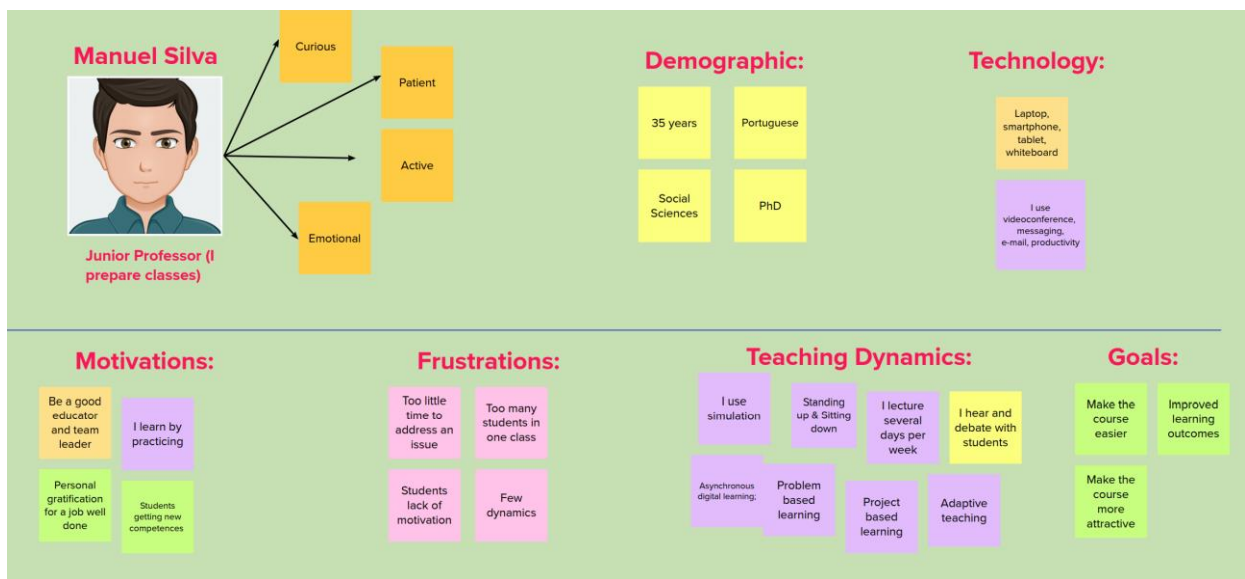 Manuel Silva
Curious
Patient
Active
Emotional
Junior Professor (I
prepare classes)
Demographic:
35 years
Portuguese
Social
Sciences
PhD
Technology:
Laptop,
smartphone,
tablet,
whiteboard
I use
videoconference,
messaging,
e-mail, productivity
Motivations:
Be a good
educator
and team
leader
I learn by
practicing
Personal
gratification
for a job well
done
Students
getting new
competences
Frustrations:
Too little
time to
address an
issue
Too many
students in
one class
Students
lack of
motivation
Few
dynamics
Teaching Dynamics:
I use
simulation
Standing
up & Sitting
down
I lecture
several
days per
week
I hear and
debate with
students
Asynchronous
digital learning;
Problem
based
learning
Project
based
learning
Adaptive
teaching
Goals:
Make the
course
easier
Improved
learning
outcomes
Make the
course
more
attractive